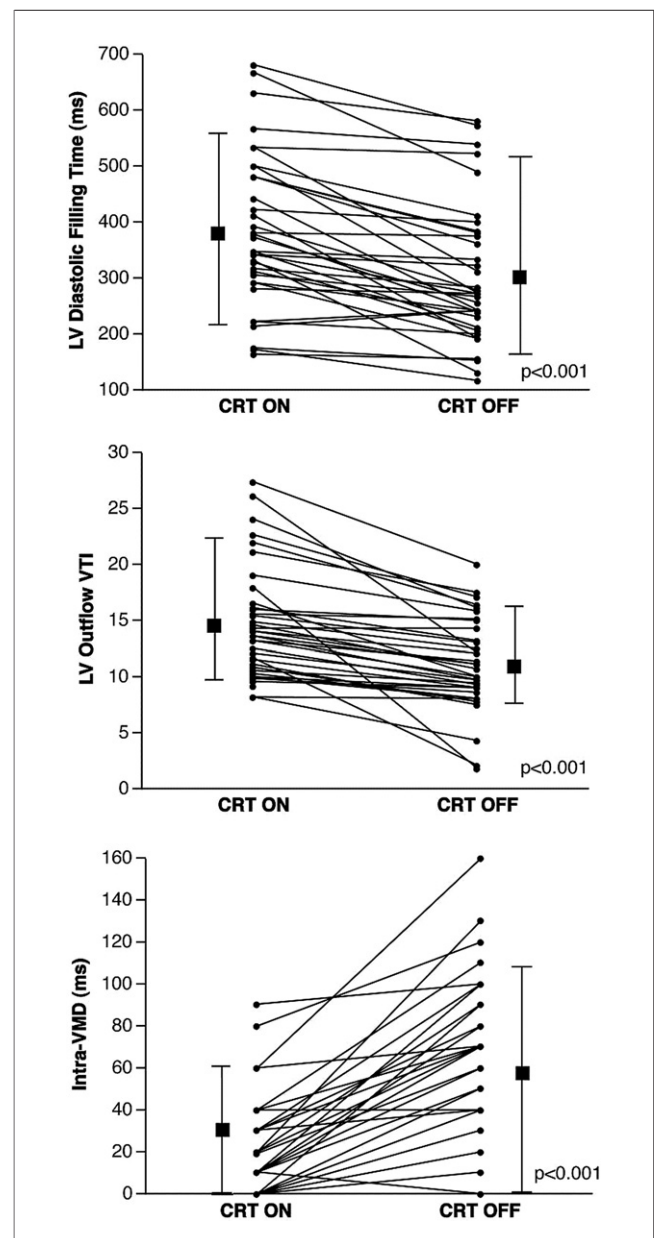 LV Diastolic Filling Time (ms)
700
600
500
400
300
200
100
CRT ON
CRT OFF
p<0.001
LV Outflow VTI
30
25
20
15
10
5
0
CRT ON
CRT OFF
p<0.001
Intra-VMD (ms)
160
140
120
100
80
60
40
20
0
CRT ON
CRT OFF
p<0.001